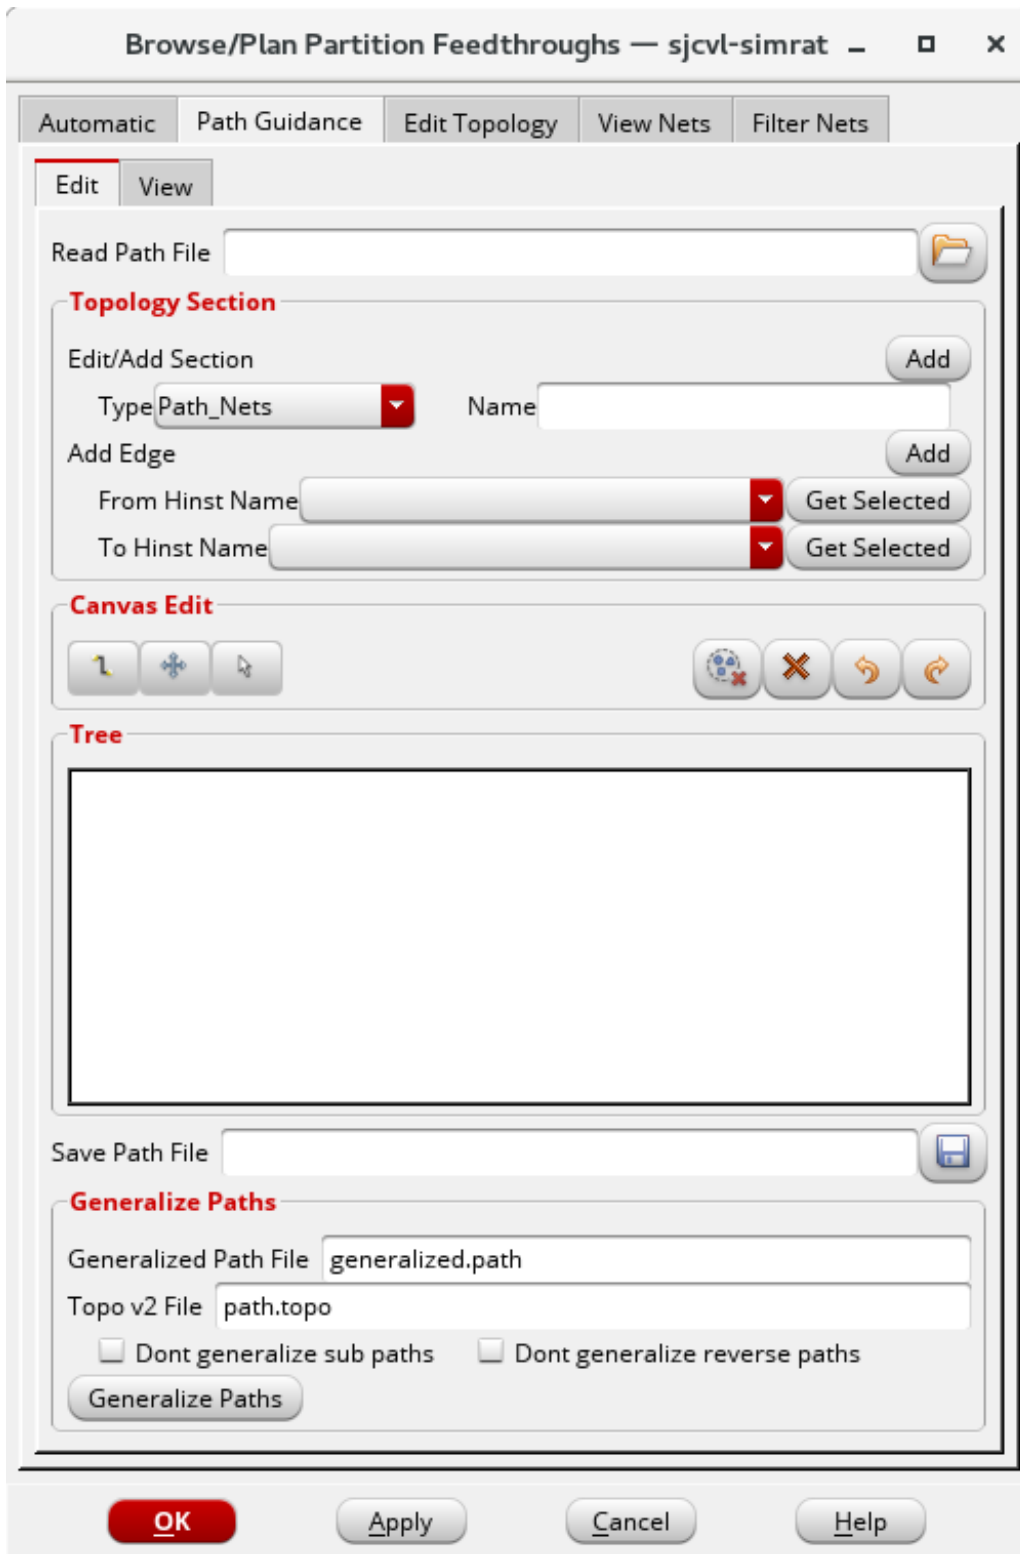 Browse/Plan Partition Feedthroughs — sjcvl-simrat
Automatic Path Guidance Edit Topology View Nets Filter Nets
Edit View
Read Path File
Topology Section
Edit/Add Section Add
Type Path_Nets Name
Add Edge Add
From Hinst Name Get Selected
To Hinst Name Get Selected
Canvas Edit
Tree
Save Path File
Generalize Paths
Generalized Path File generalized.path
Topo v2 File path.topo
Dont generalize sub paths Dont generalize reverse paths
Generalize Paths
OK Apply Cancel Help